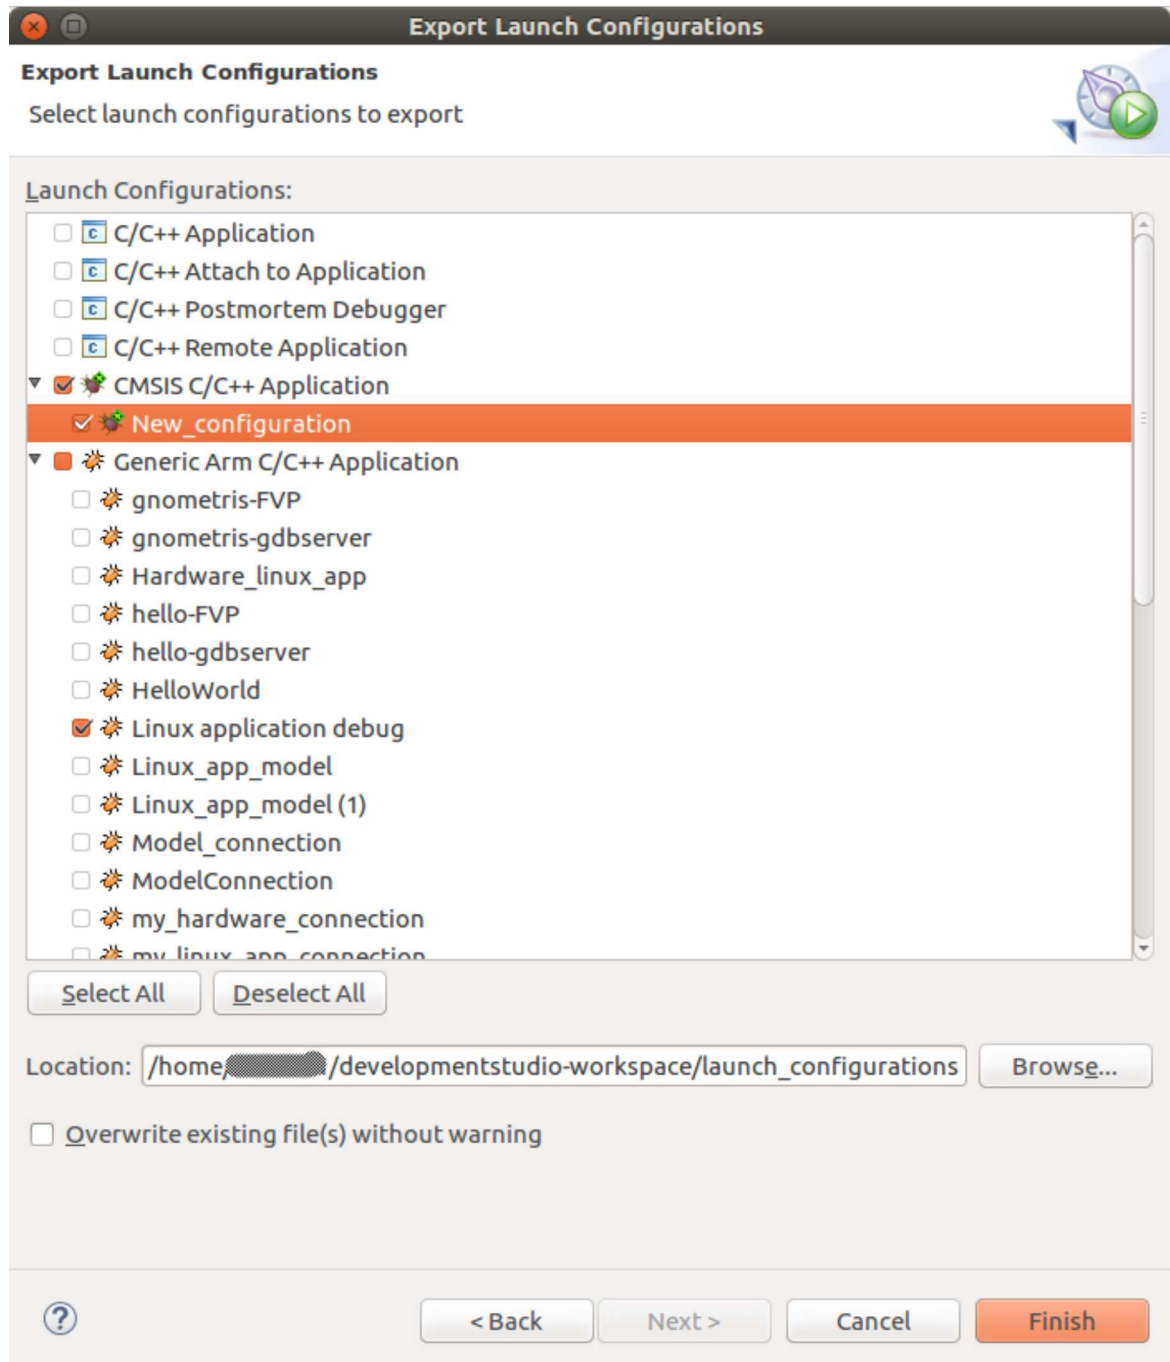 Export Launch Configurations
Export Launch Configurations
Select launch configurations to export
Launch Configurations:
C/C++ Application
C/C++ Attach to Application
C/C++ Postmortem Debugger
C/C++ Remote Application
CMSIS C/C++ Application
New_configuration
Generic Arm C/C++ Application
gnometris-FVP
gnometris-gdbserver
Hardware_linux_app
hello-FVP
hello-gdbserver
HelloWorld
Linux application debug
Linux_app_model
Linux_app_model (1)
Model_connection
ModelConnection
my_hardware_connection
my_linux_app_connection
Select All Deselect All
Location: /home/ /developmentstudio-workspace/launch_configurations Browse...
Overwrite existing file(s) without warning
? < Back Next > Cancel Finish